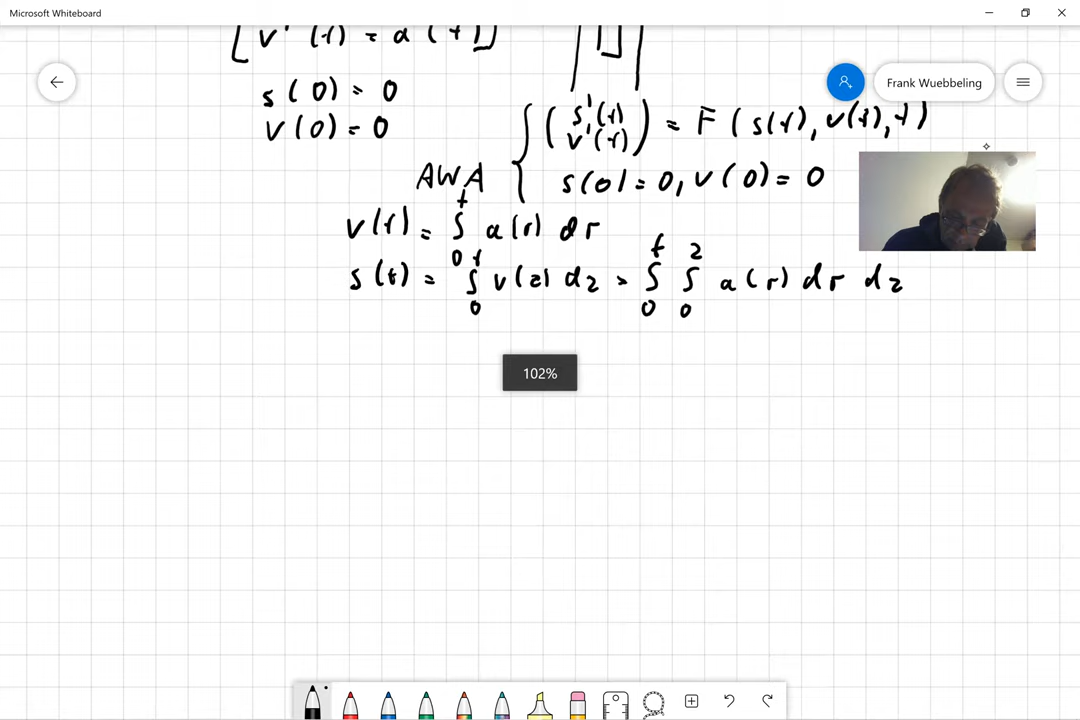 Microsoft Whiteboard
v'(t) = a(t)
Frank Wuebbeling
s(0) = 0
v(0) = 0
(s'(t) v'(t)) = F(s(t), v(t), t)
AWA { s(0) = 0, v(0) = 0
v(t) = ∫₀ᵗ a(r) dr
s(t) = ∫₀ᵗ v(z) dz = ∫₀ᵗ ∫₀ᶻ a(r) dr dz
102%